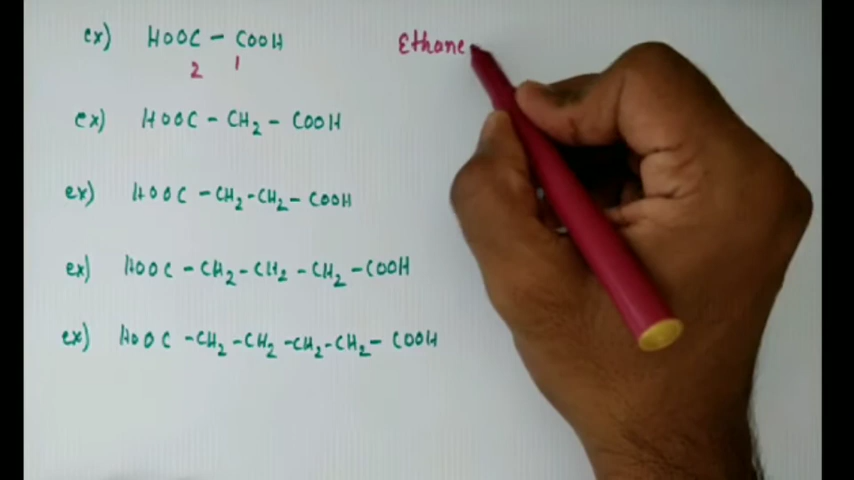 ex) HOOC - COOH Ethane
2 1
ex) HOOC - CH2 - COOH
ex) HOOC - CH2 - CH2 - COOH
ex) HOOC - CH2 - CH2 - CH2 - COOH
ex) HOOC - CH2 - CH2 - CH2 - CH2 - COOH